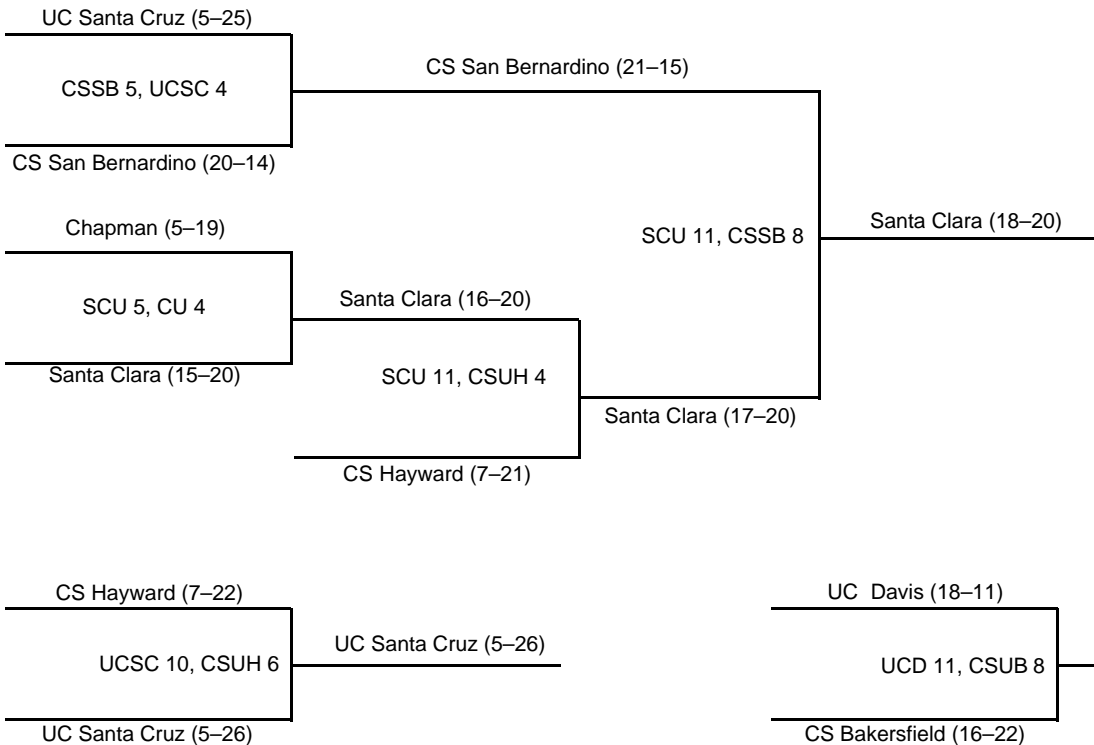 UC Santa Cruz (5–25)
CSSB 5, UCSC 4
CS San Bernardino (21–15)
CS San Bernardino (20–14)
Chapman (5–19)
SCU 11, CSSB 8
Santa Clara (18–20)
SCU 5, CU 4
Santa Clara (16–20)
Santa Clara (15–20)
SCU 11, CSUH 4
Santa Clara (17–20)
CS Hayward (7–21)
CS Hayward (7–22)
UCSC 10, CSUH 6
UC Santa Cruz (5–26)
UC Santa Cruz (5–26)
UC Davis (18–11)
UCD 11, CSUB 8
CS Bakersfield (16–22)